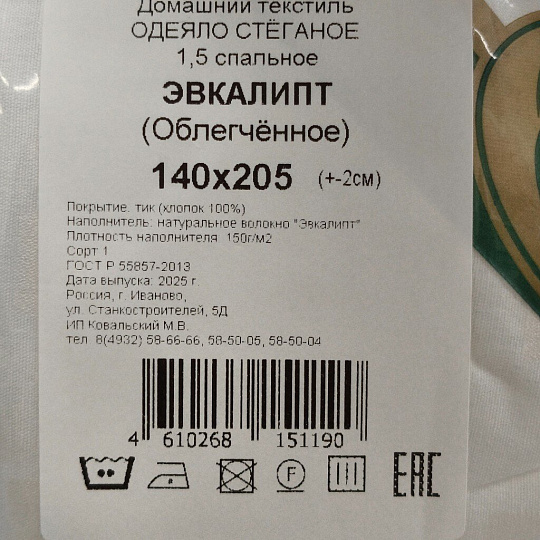 Домашний текстиль
ОДЕЯЛО СТЁГАНОЕ
1,5 спальное
ЭВКАЛИПТ
(Облегчённое)
140х205 (+-2см)
Покрытие: тик (хлопок 100%)
Наполнитель: натуральное волокно "Эвкалипт"
Плотность наполнителя: 150г/м2
Сорт 1
ГОСТ Р 55857-2013
Дата выпуска: 2025 г.
Россия, г. Иваново,
ул. Станкостроителей, 5Д
ИП Ковальский М.В.
тел. 8(4932) 58-66-66, 58-50-05, 58-50-04
4 610268 151190
F
EAC